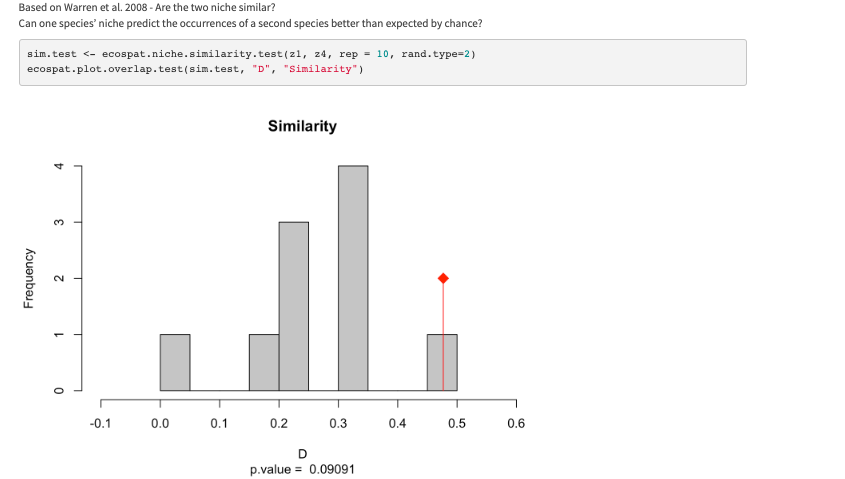 Based on Warren et al. 2008 - Are the two niche similar?
Can one species' niche predict the occurrences of a second species better than expected by chance?
sim.test <- ecospat.niche.similarity.test(z1, z4, rep = 10, rand.type=2)
ecospat.plot.overlap.test(sim.test, "D", "Similarity")
Similarity
Frequency
4
3
2
1
0
-0.1 0.0 0.1 0.2 0.3 0.4 0.5 0.6
D
p.value = 0.09091